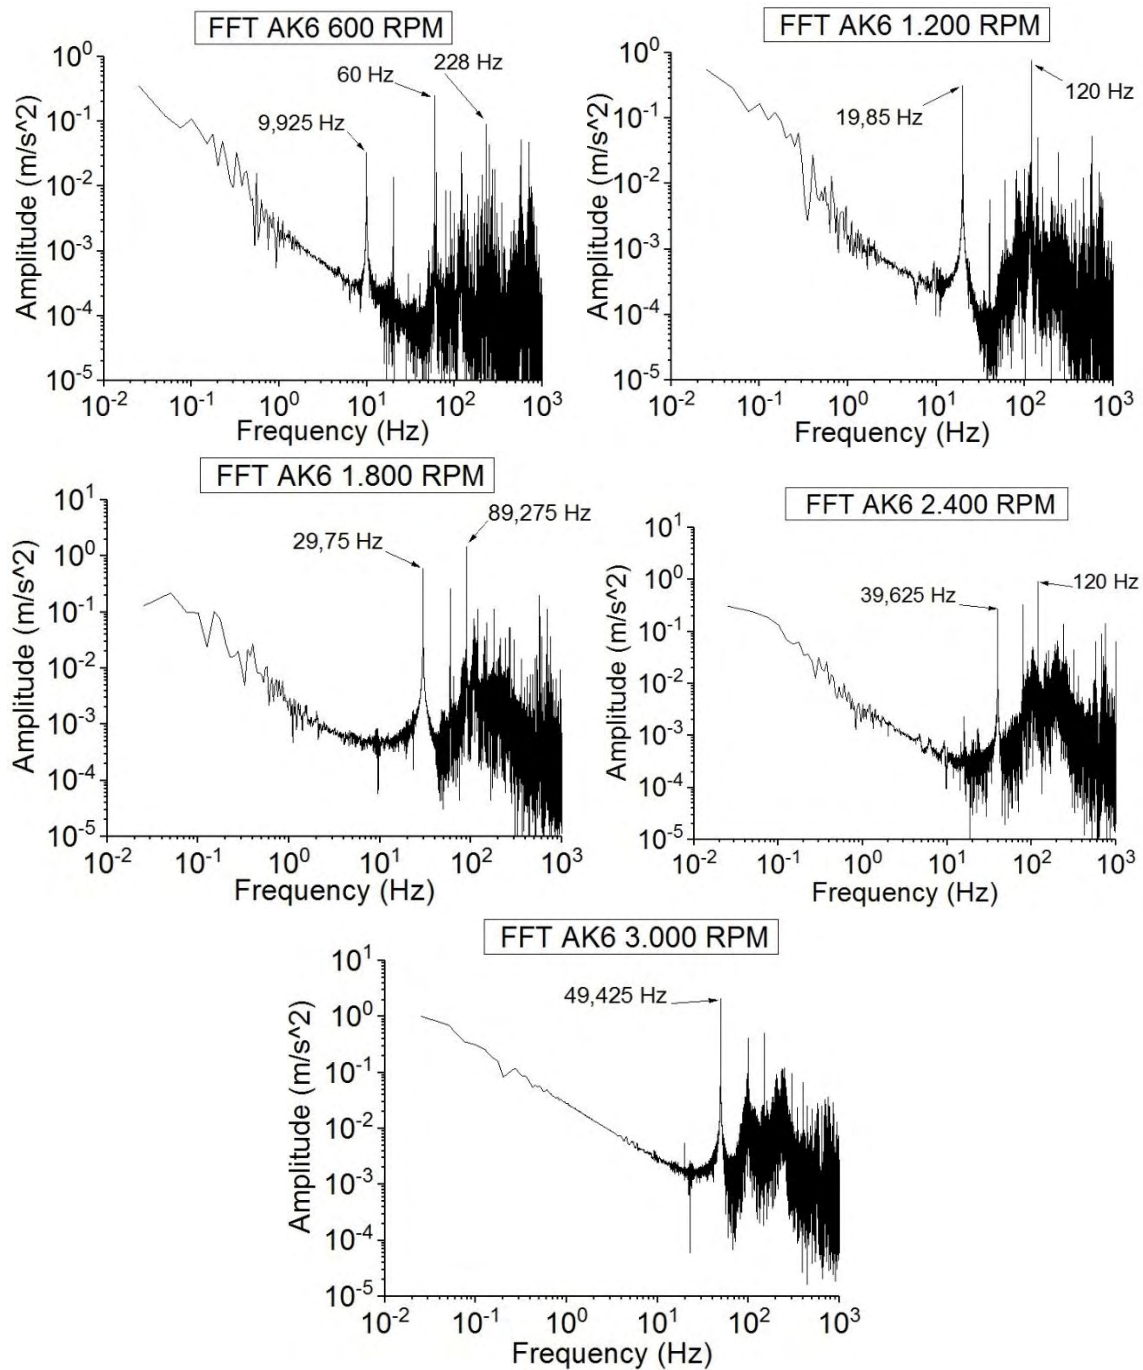 FFT AK6 600 RPM
10^0
10^-1
10^-2
10^-3
10^-4
10^-5
Amplitude (m/s^2)
9,925 Hz
60 Hz
228 Hz
10^-2 10^-1 10^0 10^1 10^2 10^3
Frequency (Hz)
FFT AK6 1.200 RPM
10^0
10^-1
10^-2
10^-3
10^-4
10^-5
Amplitude (m/s^2)
19,85 Hz
120 Hz
10^-2 10^-1 10^0 10^1 10^2 10^3
Frequency (Hz)
FFT AK6 1.800 RPM
10^1
10^0
10^-1
10^-2
10^-3
10^-4
10^-5
Amplitude (m/s^2)
29,75 Hz
89,275 Hz
10^-2 10^-1 10^0 10^1 10^2 10^3
Frequency (Hz)
FFT AK6 2.400 RPM
10^1
10^0
10^-1
10^-2
10^-3
10^-4
10^-5
Amplitude (m/s^2)
39,625 Hz
120 Hz
10^-2 10^-1 10^0 10^1 10^2 10^3
Frequency (Hz)
FFT AK6 3.000 RPM
10^1
10^0
10^-1
10^-2
10^-3
10^-4
10^-5
Amplitude (m/s^2)
49,425 Hz
10^-2 10^-1 10^0 10^1 10^2 10^3
Frequency (Hz)